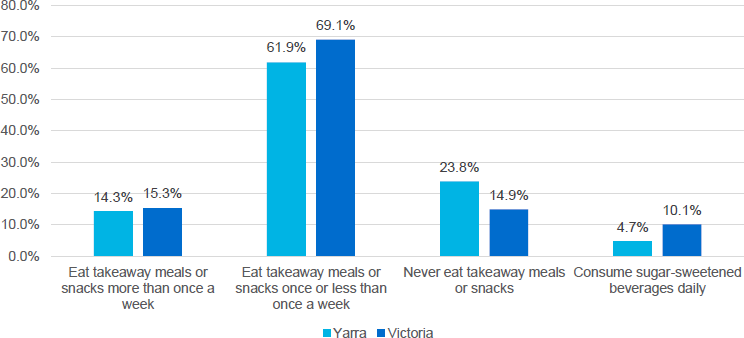 80.0%
70.0%
60.0%
50.0%
40.0%
30.0%
20.0%
10.0%
0.0%
14.3%
15.3%
61.9%
69.1%
23.8%
14.9%
4.7%
10.1%
Eat takeaway meals or
snacks more than once a
week
Eat takeaway meals or
snacks once or less than
once a week
Never eat takeaway meals
or snacks
Consume sugar-sweetened
beverages daily
Yarra
Victoria